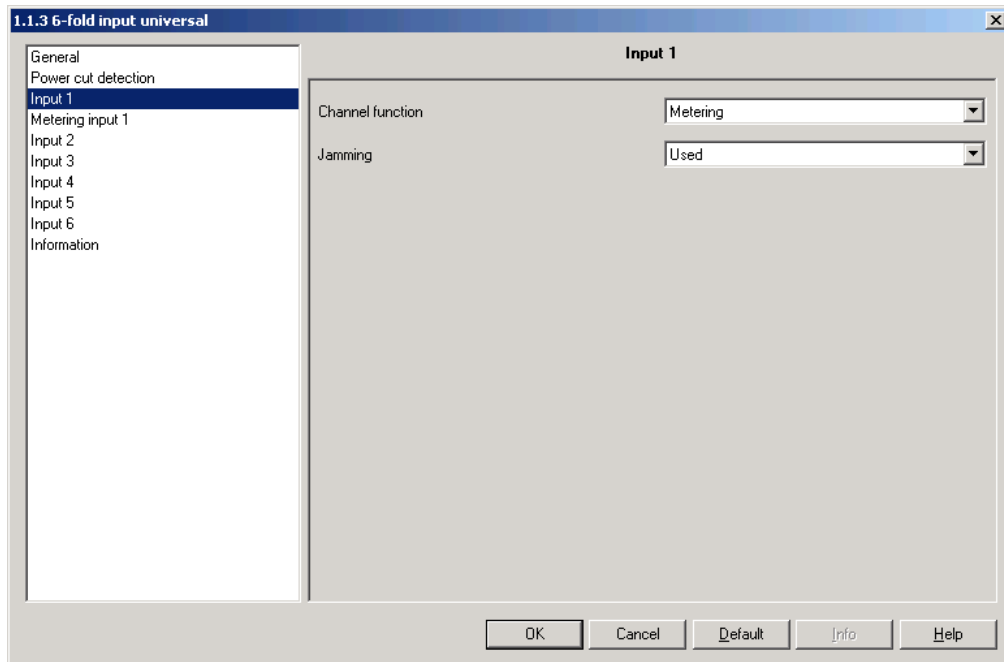 1.1.3 6-fold input universal
General
Power cut detection
Input 1
Metering input 1
Input 2
Input 3
Input 4
Input 5
Input 6
Information
Input 1
Channel function
Metering
Jamming
Used
OK
Cancel
Default
Info
Help